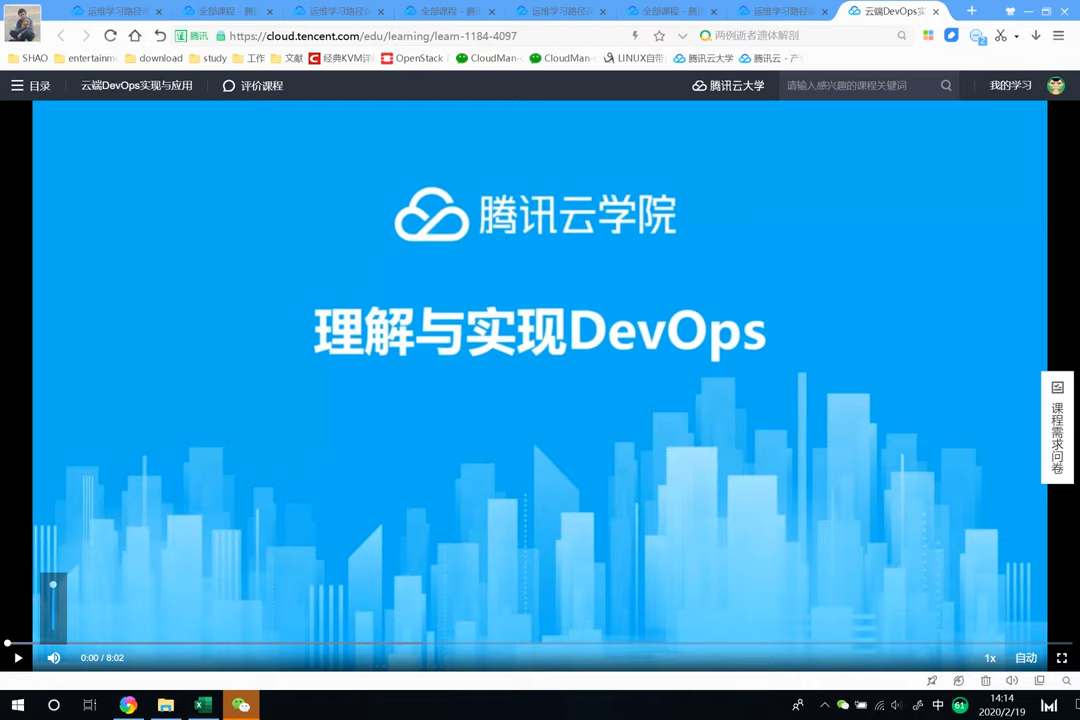 运维学习路径
全部课程 - 腾
运维学习路径
全部课程 - 腾
运维学习路径
全部课程 - 腾
运维学习路径
云端DevOps实
腾讯
https://cloud.tencent.com/edu/learning/learn-1184-4097
两例逝者遗体解剖
2
SHAO
entertainm
download
study
工作
文献
经典KVM详
OpenStack
CloudMan-
CloudMan-
LINUX自带
腾讯云大学
腾讯云 - 产
目录
云端DevOps实现与应用
评价课程
腾讯云大学
请输入感兴趣的课程关键词
我的学习
腾讯云学院
理解与实现DevOps
课程需求问卷
0:00 / 8:02
1x
自动
中
61
14:14
2020/2/19